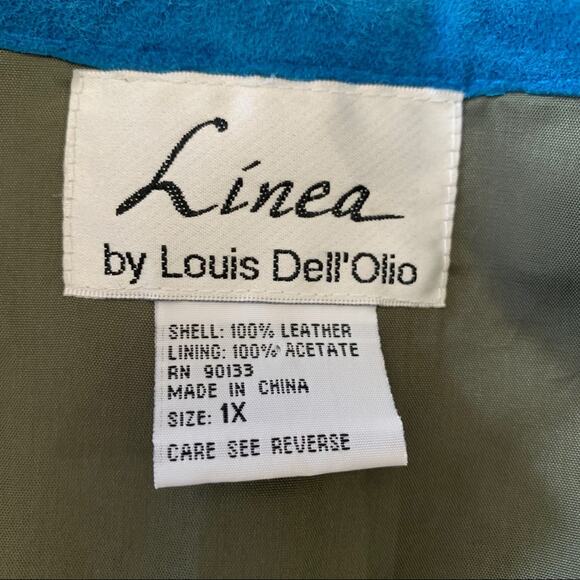 Linea
by Louis Dell'Olio
SHELL: 100% LEATHER
LINING: 100% ACETATE
RN 90133
MADE IN CHINA
SIZE: 1X
CARE SEE REVERSE